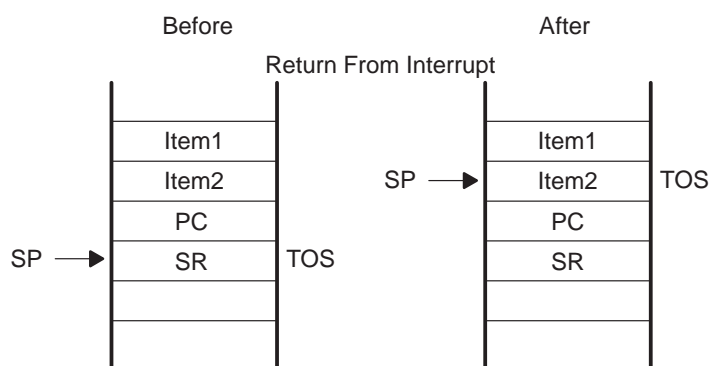 Before After
Return From Interrupt
Item1 Item1
Item2 SP Item2 TOS
PC PC
SP SR TOS SR